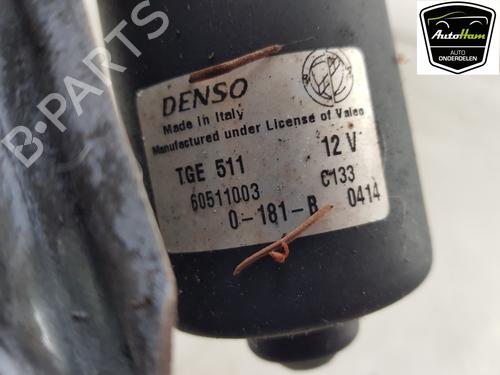 AutoHam
AUTO
ONDERDELEN
DENSO
Made in Italy
Manufactured under License of Valeo
TGE 511 12 V
60511003 C133
0-181-B 0414
B-PARTS